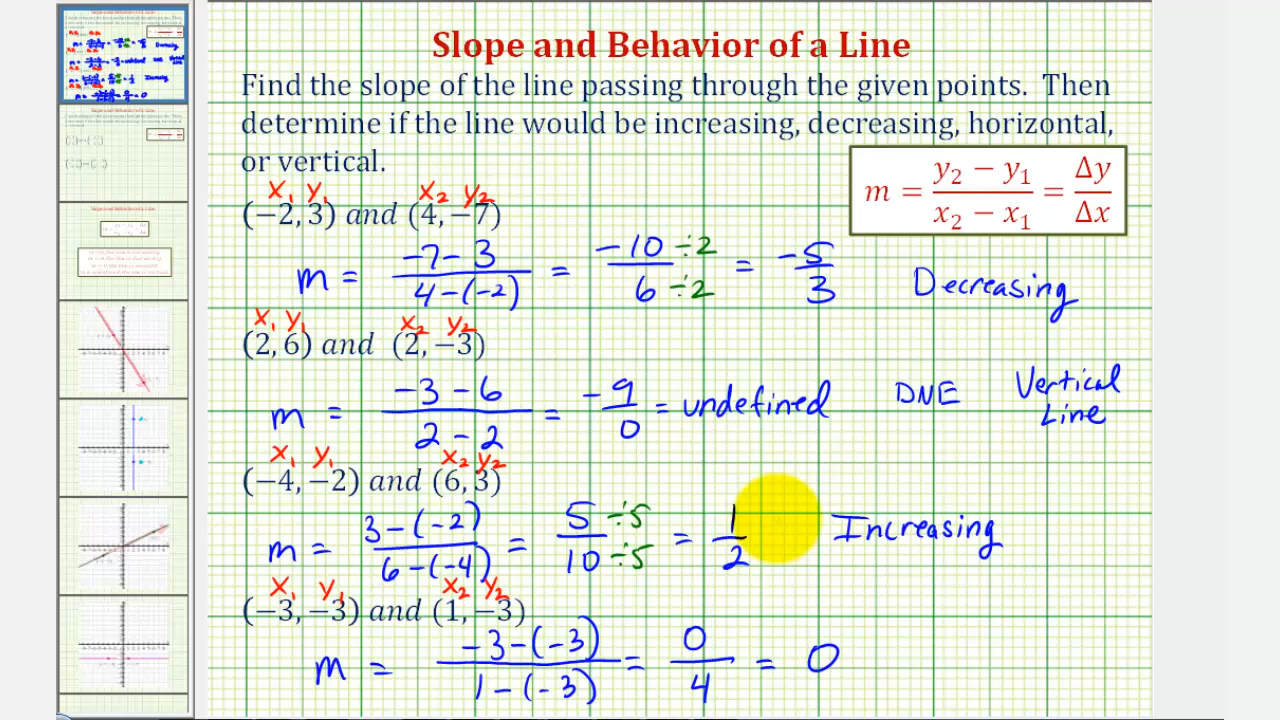 Slope and Behavior of a Line
Find the slope of the line passing through the given points. Then
determine if the line would be increasing, decreasing, horizontal,
or vertical.
m = (y₂ − y₁)/(x₂ − x₁) = Δy/Δx
x₁ y₁ x₂ y₂
(−2, 3) and (4, −7)
m = (-7 - 3)/(4 - (-2)) = -10 ÷2/6 ÷2 = -5/3 Decreasing
x₁ y₁ x₂ y₂
(2, 6) and (2, −3)
m = (-3 - 6)/(2 - 2) = -9/0 = undefined DNE Vertical Line
x₁ y₁ x₂ y₂
(−4, −2) and (6, 3)
m = (3 - (-2))/(6 - (-4)) = 5 ÷5/10 ÷5 = 1/2 Increasing
x₁ y₁ x₂ y₂
(−3, −3) and (1, −3)
m = (-3 - (-3))/(1 - (-3)) = 0/4 = 0